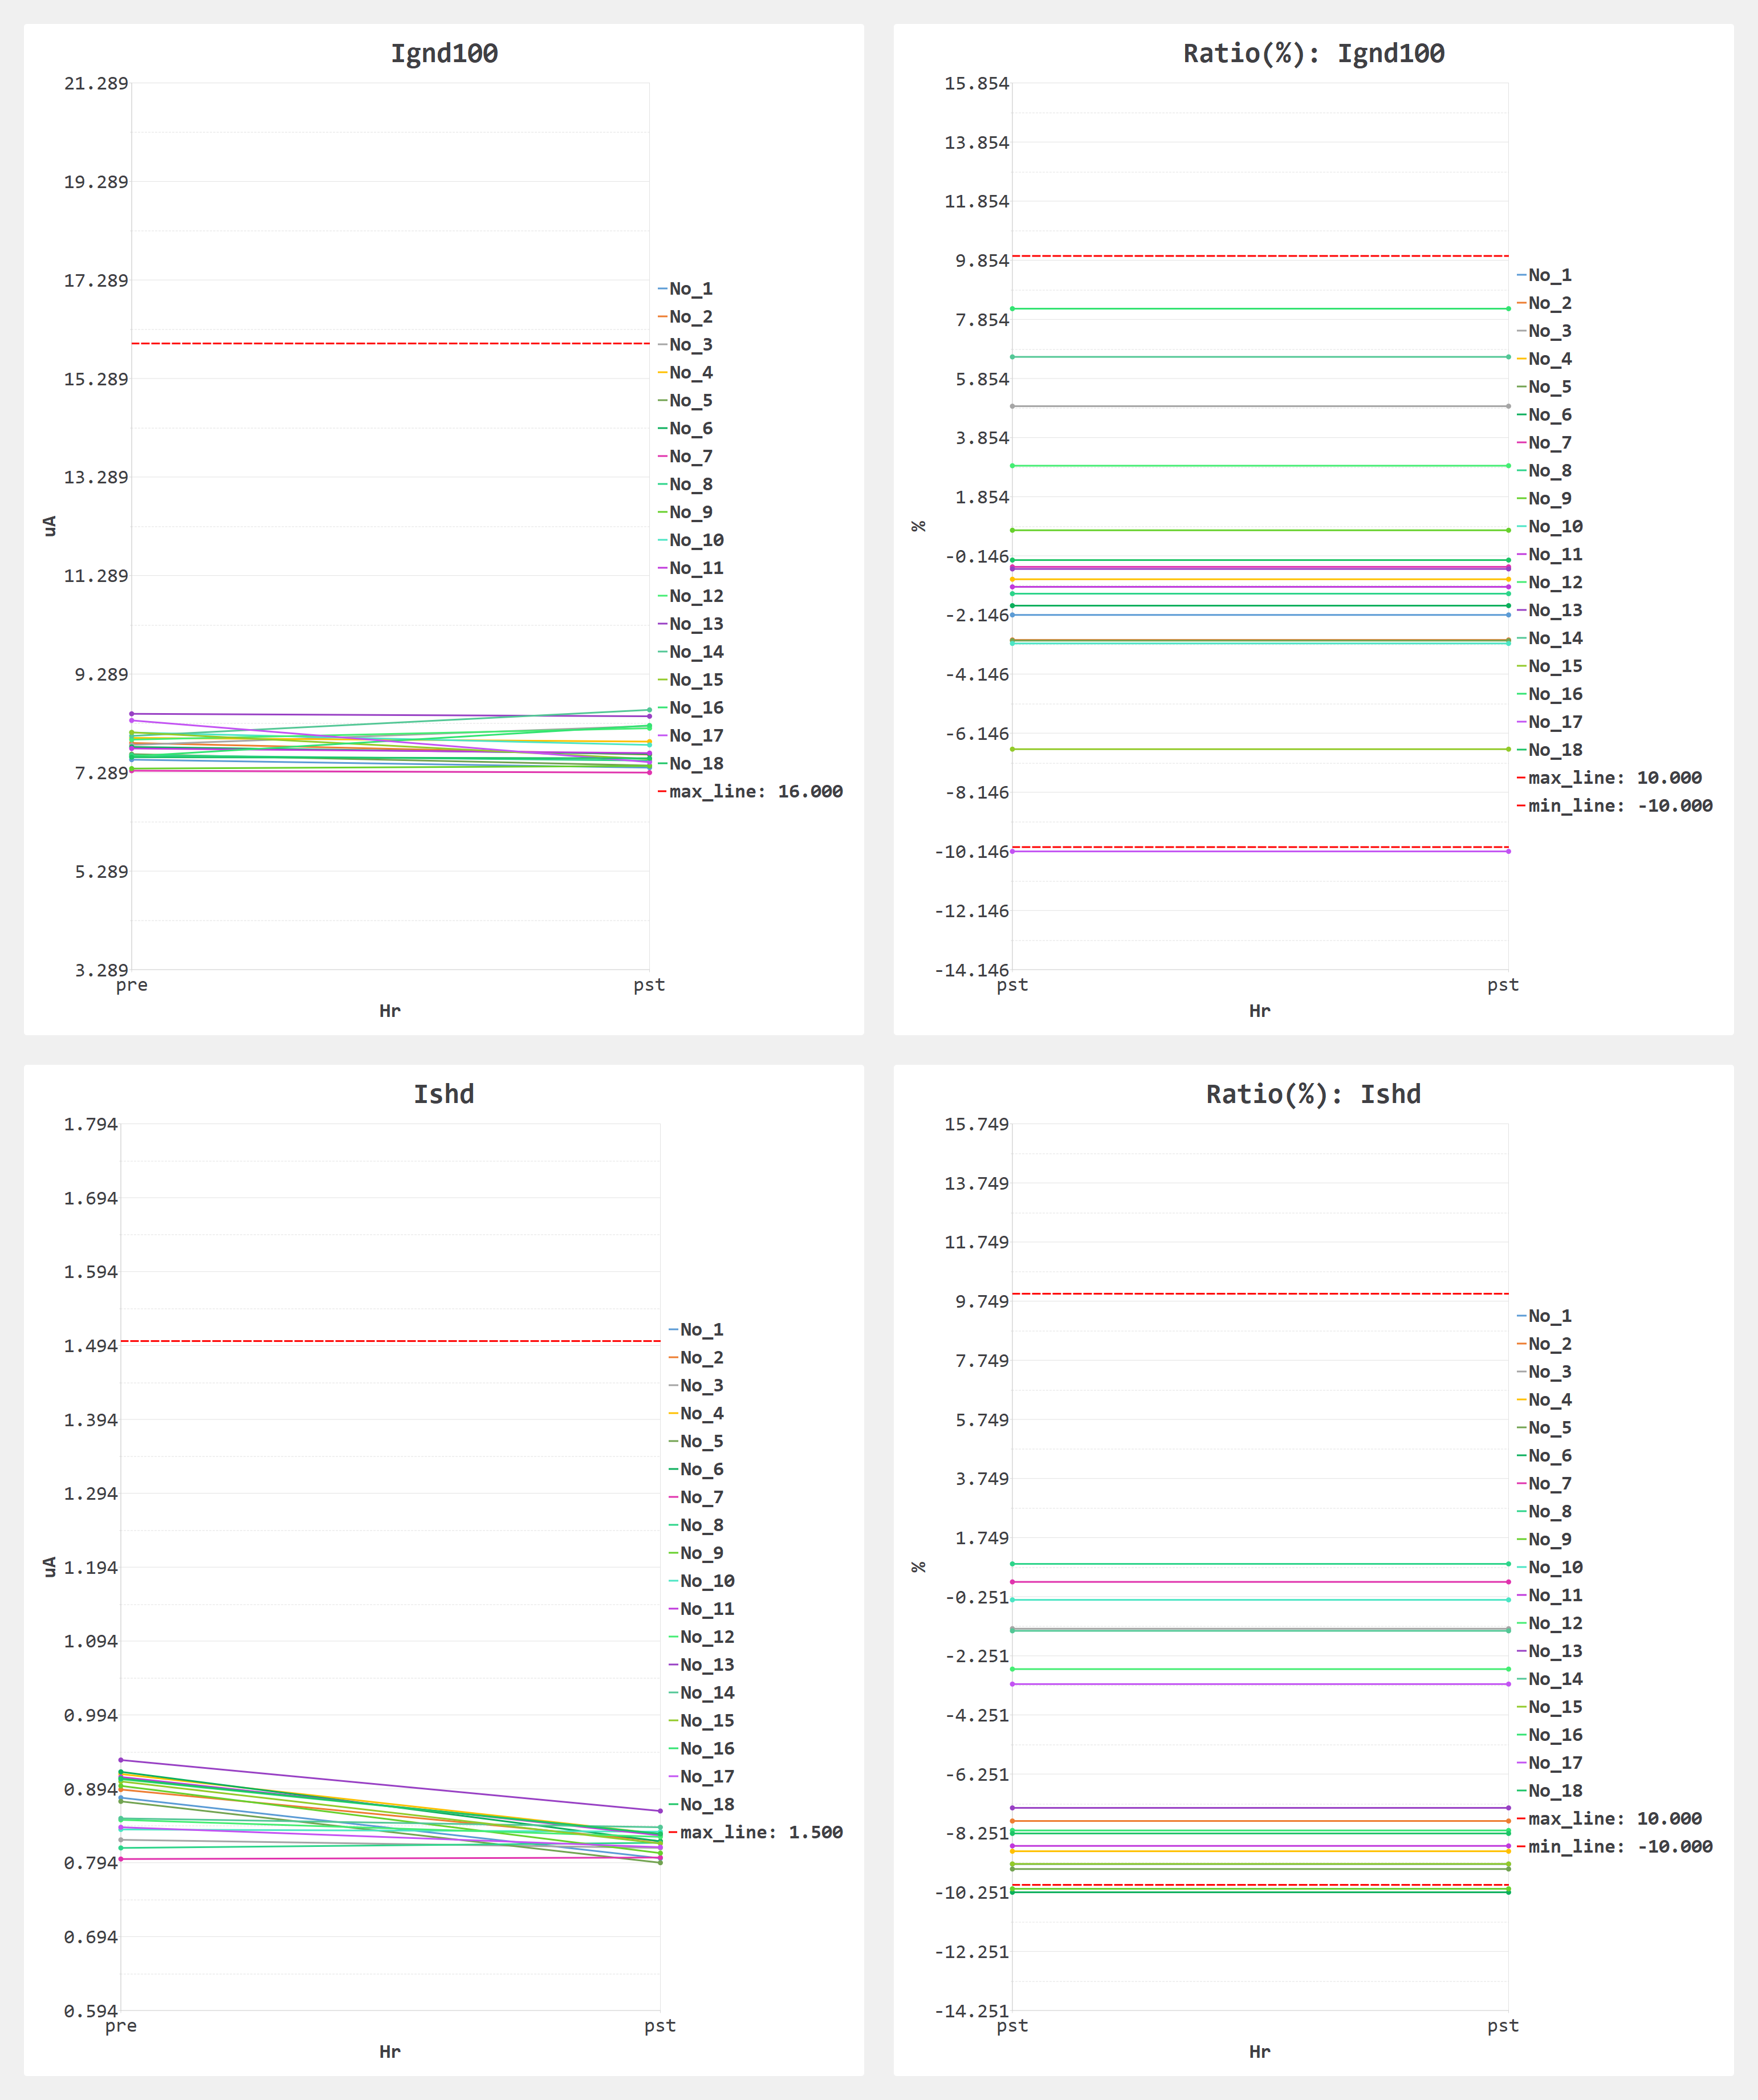 Ignd100
21.289
19.289
17.289
15.289
13.289
11.289
9.289
7.289
5.289
3.289
uA
pre
pst
Hr
No_1
No_2
No_3
No_4
No_5
No_6
No_7
No_8
No_9
No_10
No_11
No_12
No_13
No_14
No_15
No_16
No_17
No_18
max_line: 16.000
Ratio(%): Ignd100
15.854
13.854
11.854
9.854
7.854
5.854
3.854
1.854
-0.146
-2.146
-4.146
-6.146
-8.146
-10.146
-12.146
-14.146
%
pst
pst
Hr
No_1
No_2
No_3
No_4
No_5
No_6
No_7
No_8
No_9
No_10
No_11
No_12
No_13
No_14
No_15
No_16
No_17
No_18
max_line: 10.000
min_line: -10.000
Ishd
1.794
1.694
1.594
1.494
1.394
1.294
1.194
1.094
0.994
0.894
0.794
0.694
0.594
uA
pre
pst
Hr
No_1
No_2
No_3
No_4
No_5
No_6
No_7
No_8
No_9
No_10
No_11
No_12
No_13
No_14
No_15
No_16
No_17
No_18
max_line: 1.500
Ratio(%): Ishd
15.749
13.749
11.749
9.749
7.749
5.749
3.749
1.749
-0.251
-2.251
-4.251
-6.251
-8.251
-10.251
-12.251
-14.251
%
pst
pst
Hr
No_1
No_2
No_3
No_4
No_5
No_6
No_7
No_8
No_9
No_10
No_11
No_12
No_13
No_14
No_15
No_16
No_17
No_18
max_line: 10.000
min_line: -10.000